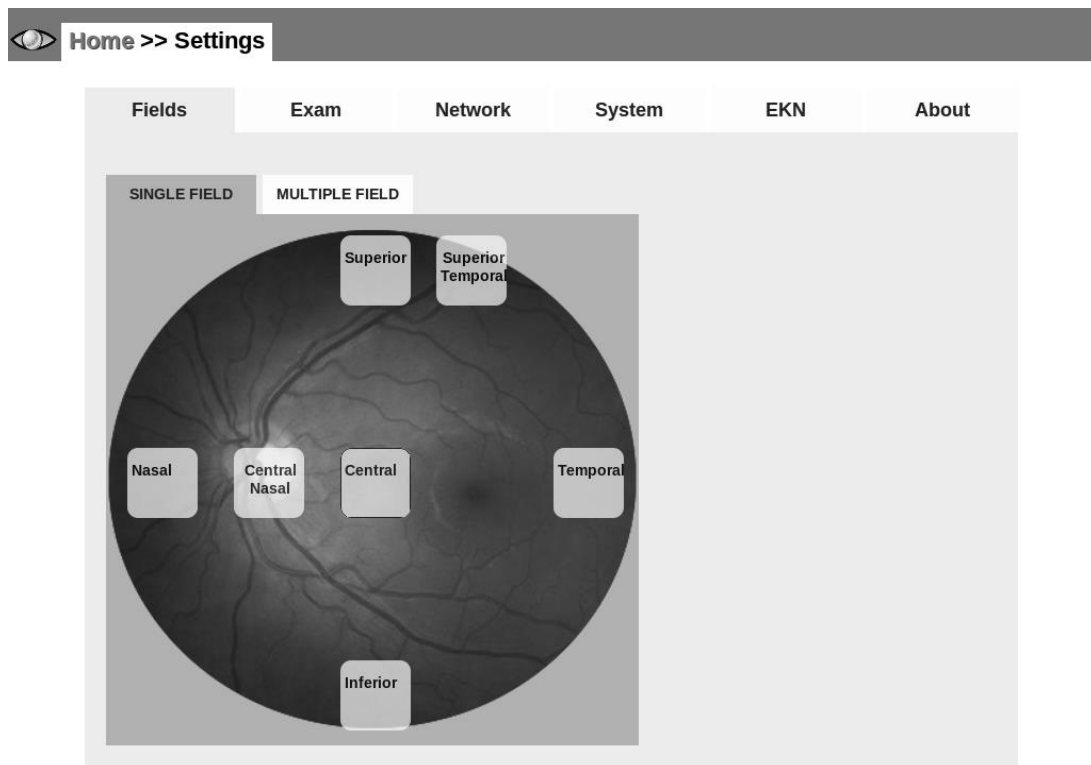 Home >> Settings
Fields Exam Network System EKN About
SINGLE FIELD MULTIPLE FIELD
Superior Superior
Temporal
Nasal Central Central Temporal
Nasal
Inferior